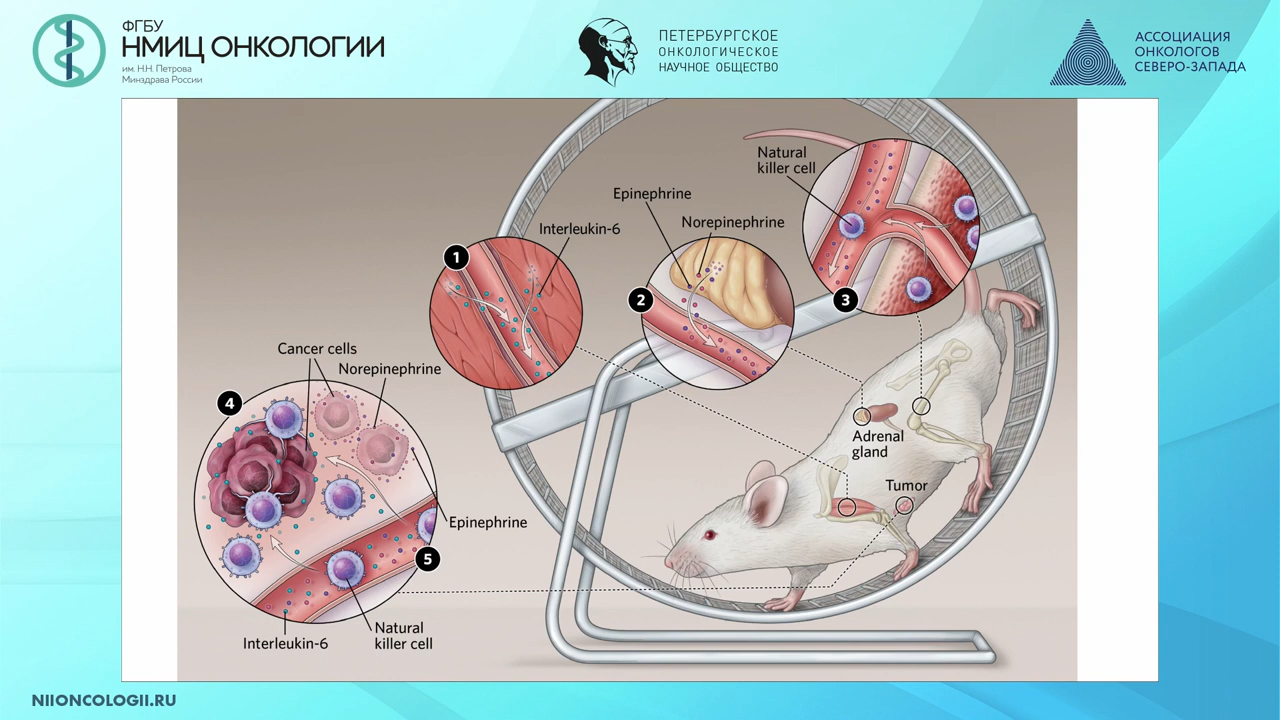 ФГБУ
НМИЦ ОНКОЛОГИИ
им. Н.Н. Петрова
Минздрава России
ПЕТЕРБУРГСКОЕ
ОНКОЛОГИЧЕСКОЕ
НАУЧНОЕ ОБЩЕСТВО
АССОЦИАЦИЯ
ОНКОЛОГОВ
СЕВЕРО-ЗАПАДА
Natural
killer cell
Epinephrine
Norepinephrine
Interleukin-6
1
2
3
Cancer cells
Norepinephrine
4
Adrenal
gland
Tumor
Epinephrine
5
Interleukin-6
Natural
killer cell
NIIONCOLOGII.RU